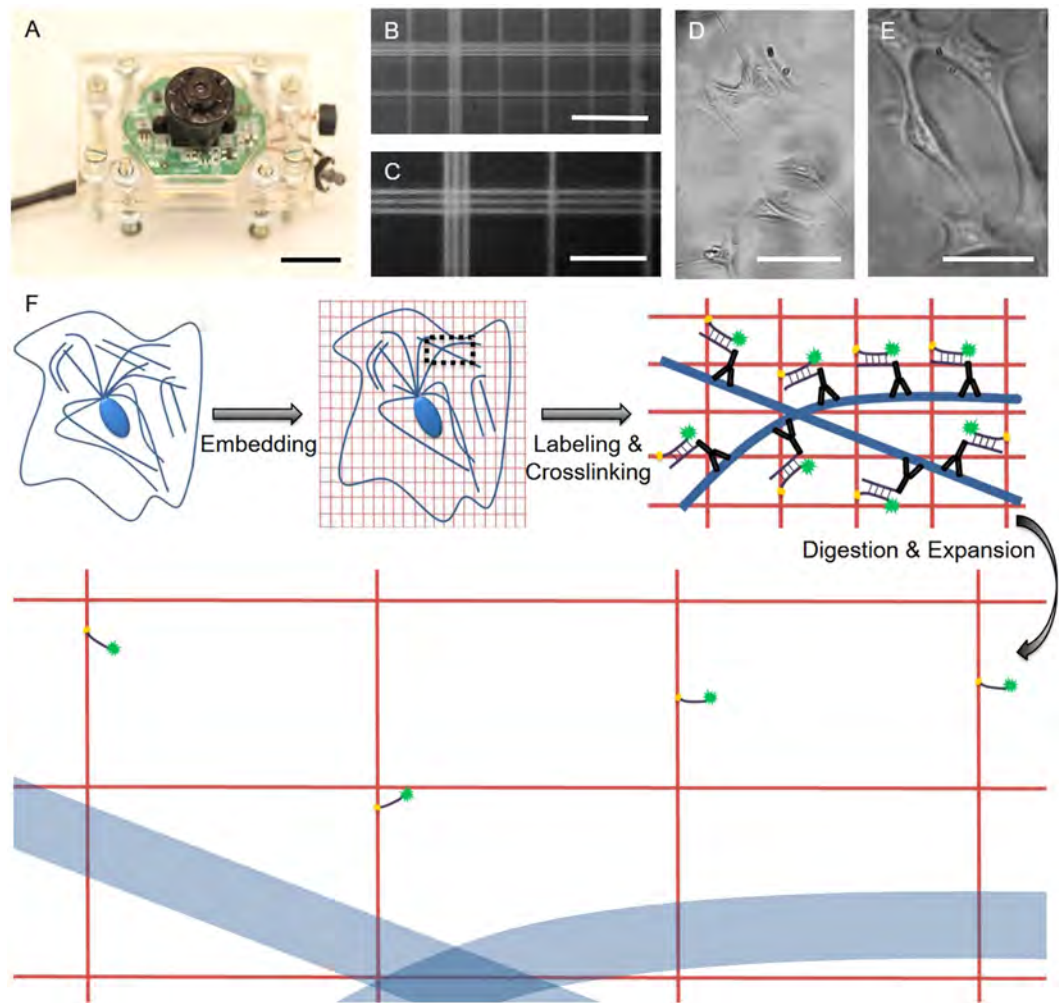 A
B
C
D
E
F
Embedding
Labeling &
Crosslinking
Digestion & Expansion